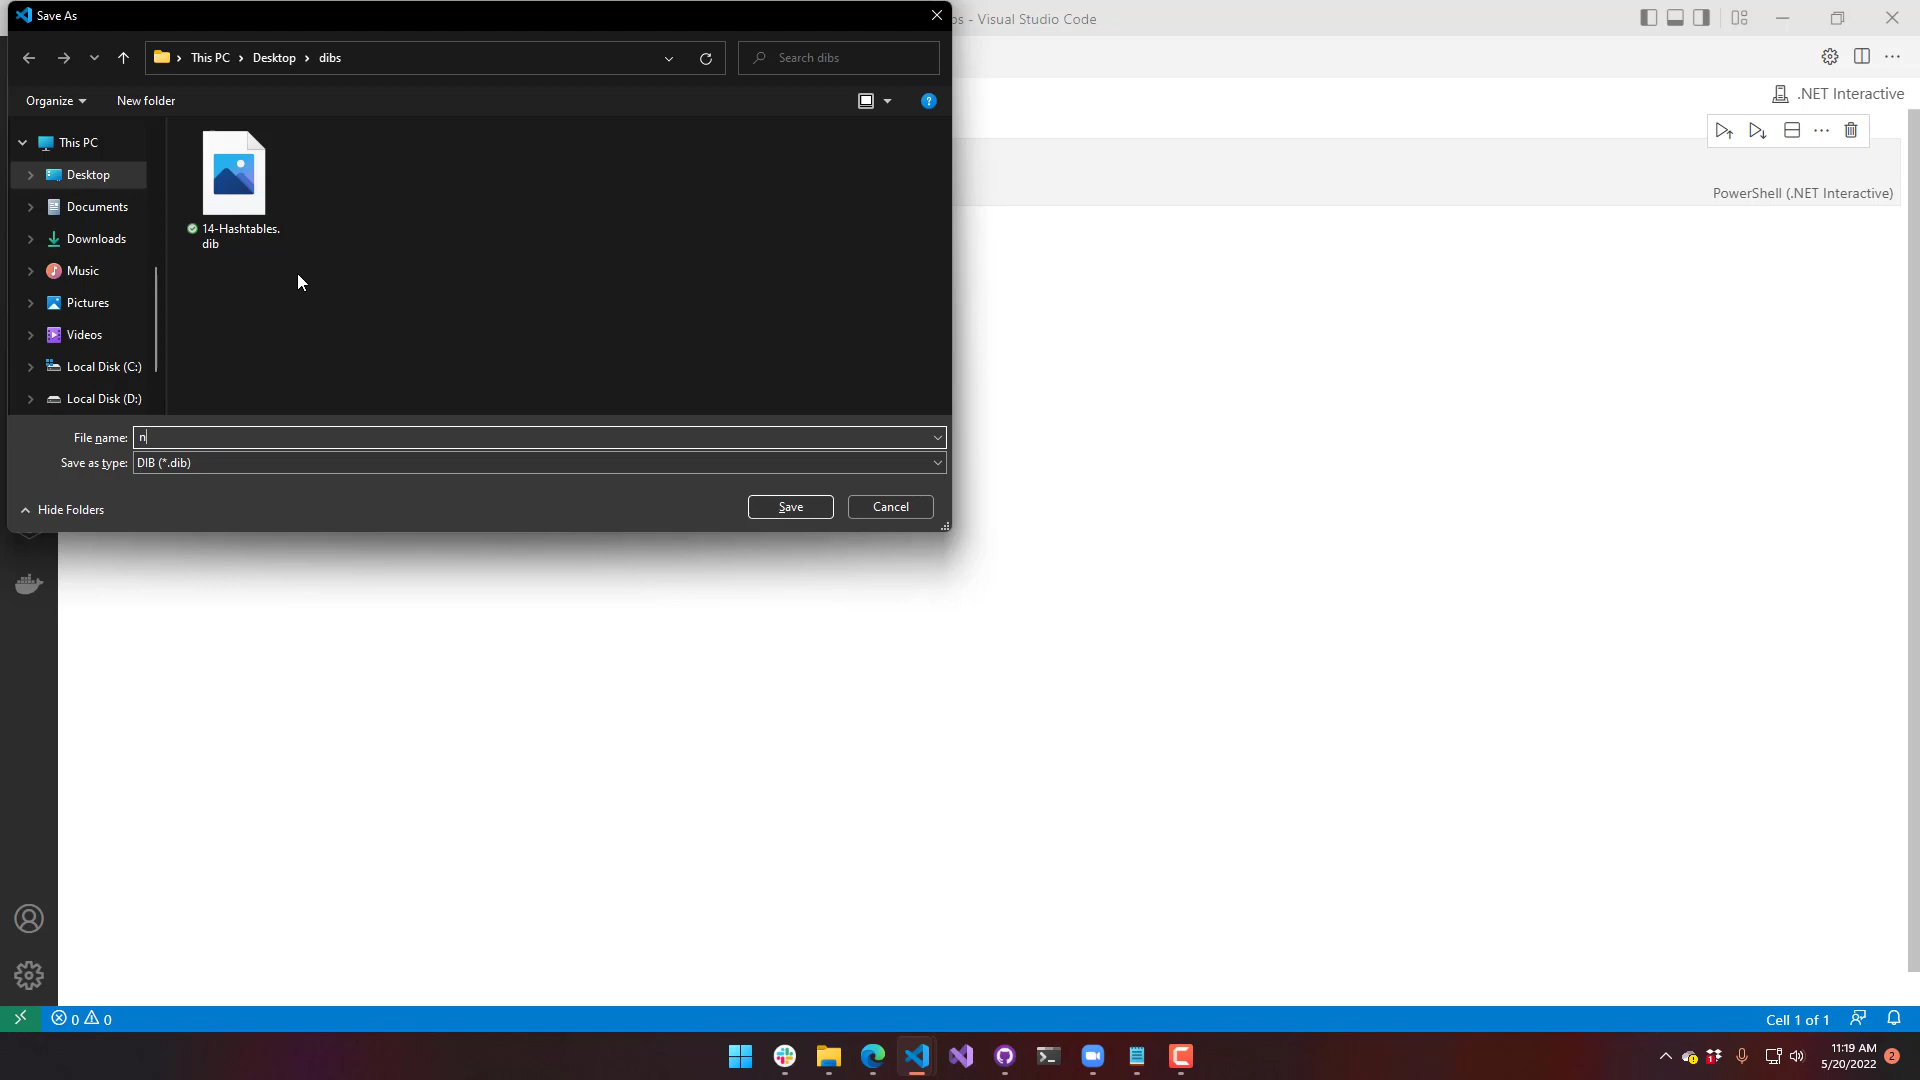 Save As
os - Visual Studio Code
This PC
Desktop
dibs
Search dibs
Organize
New folder
.NET Interactive
This PC
Desktop
Documents
Downloads
Music
Pictures
Videos
Local Disk (C:)
Local Disk (D:)
14-Hashtables.
dib
PowerShell (.NET Interactive)
File name:
n
Save as type:
DIB (*.dib)
Hide Folders
Save
Cancel
0
0
Cell 1 of 1
11:19 AM
5/20/2022
2